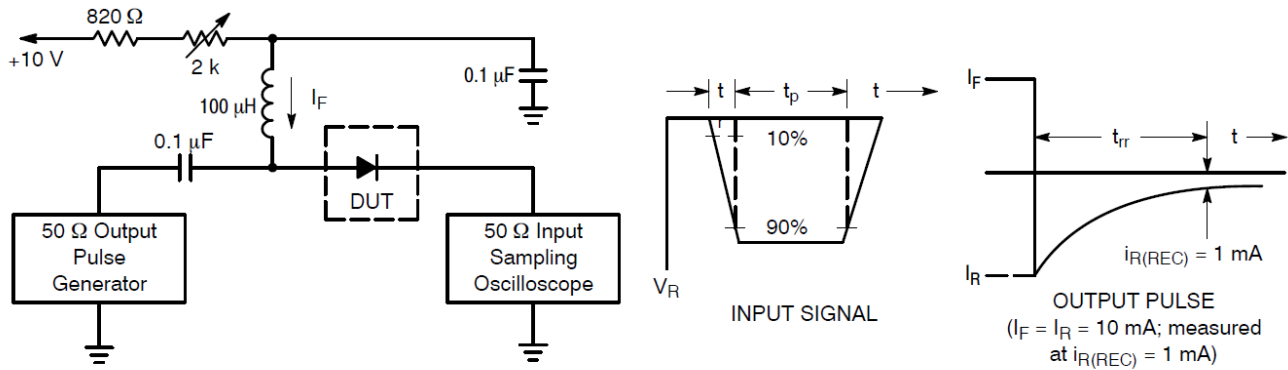 820 Ω
+10 V
2 k
100 μH
I_F
0.1 μF
0.1 μF
DUT
50 Ω Output
Pulse
Generator
50 Ω Input
Sampling
Oscilloscope
t
r
t_p
t
10%
90%
V_R
INPUT SIGNAL
I_F
t_rr
t
I_R
i_R(REC) = 1 mA
OUTPUT PULSE
(I_F = I_R = 10 mA; measured
at i_R(REC) = 1 mA)